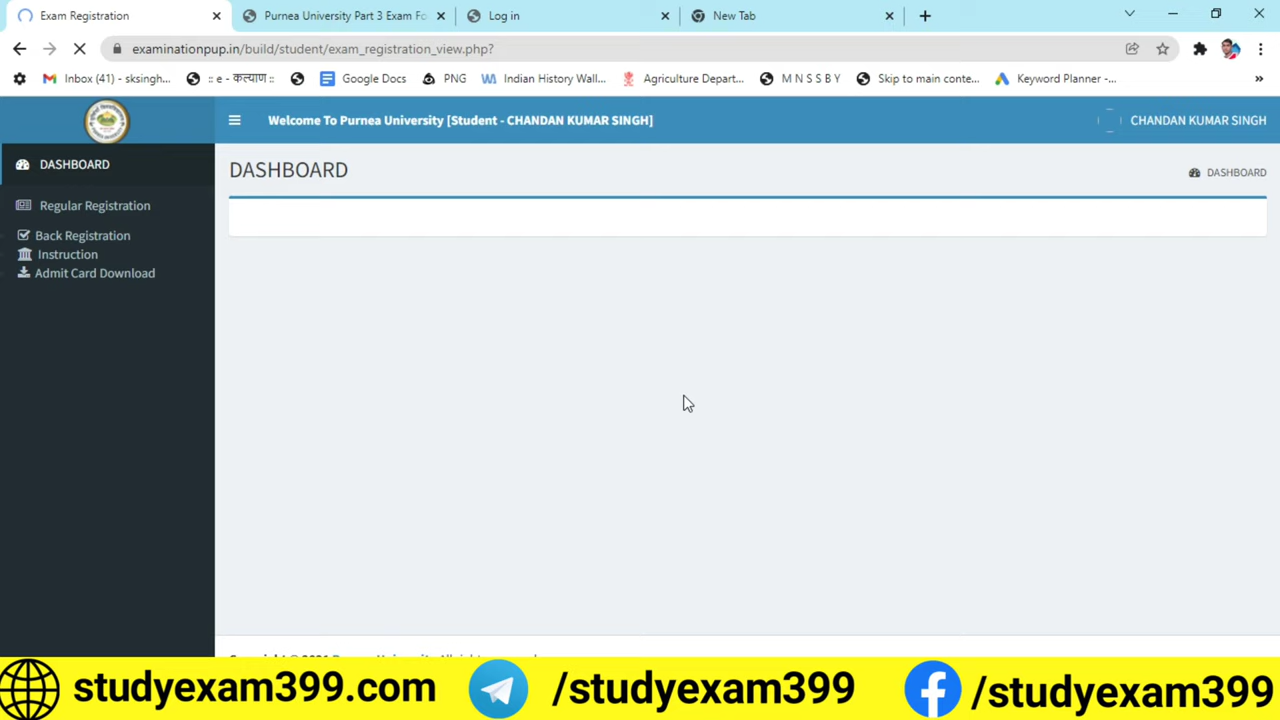 Exam Registration
Purnea University Part 3 Exam Fo
Log in
New Tab
examinationpup.in/build/student/exam_registration_view.php?
Inbox (41) - sksingh...
:: e - कल्याण ::
Google Docs
PNG
Indian History Wall...
Agriculture Depart...
M N S S B Y
Skip to main conte...
Keyword Planner -...
Welcome To Purnea University [Student - CHANDAN KUMAR SINGH]
CHANDAN KUMAR SINGH
DASHBOARD
DASHBOARD
DASHBOARD
Regular Registration
Back Registration
Instruction
Admit Card Download
studyexam399.com
/studyexam399
/studyexam399